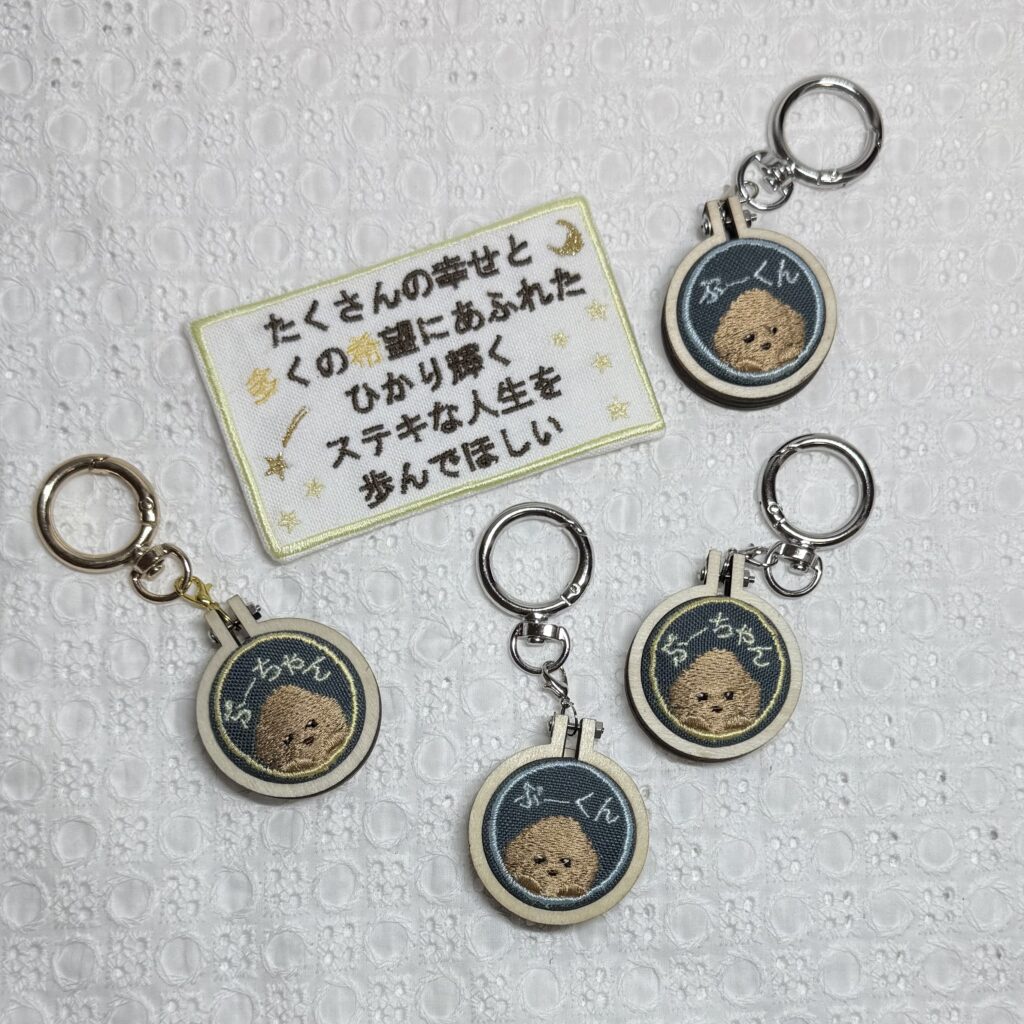 たくさんの幸せと
多くの希望にあふれた
ひかり輝く
ステキな人生を
歩んでほしい
ぷーくん
ぢーちゃん
ぢーちゃん
ぷーくん